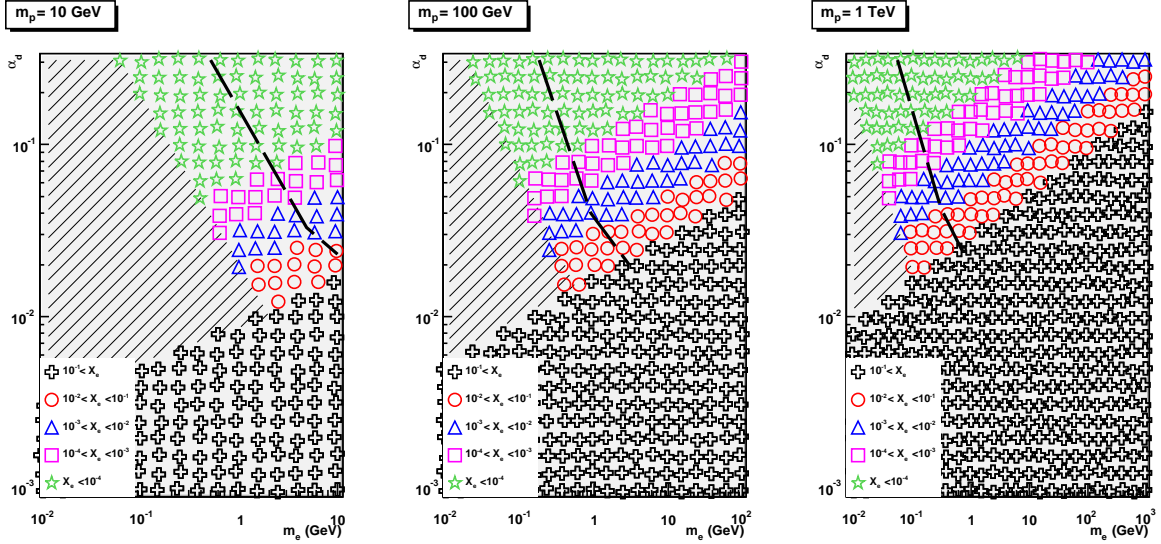 m_p = 10 GeV
α_d
10^-1
10^-2
10^-3
10^-1 < X_e
10^-2 < X_e < 10^-1
10^-3 < X_e < 10^-2
10^-4 < X_e < 10^-3
X_e < 10^-4
10^-2 10^-1 1 10
m_e (GeV)
m_p = 100 GeV
α_d
10^-1
10^-2
10^-3
10^-1 < X_e
10^-2 < X_e < 10^-1
10^-3 < X_e < 10^-2
10^-4 < X_e < 10^-3
X_e < 10^-4
10^-2 10^-1 1 10 10^2
m_e (GeV)
m_p = 1 TeV
α_d
10^-1
10^-2
10^-3
10^-1 < X_e
10^-2 < X_e < 10^-1
10^-3 < X_e < 10^-2
10^-4 < X_e < 10^-3
X_e < 10^-4
10^-2 10^-1 1 10 10^2 10^3
m_e (GeV)